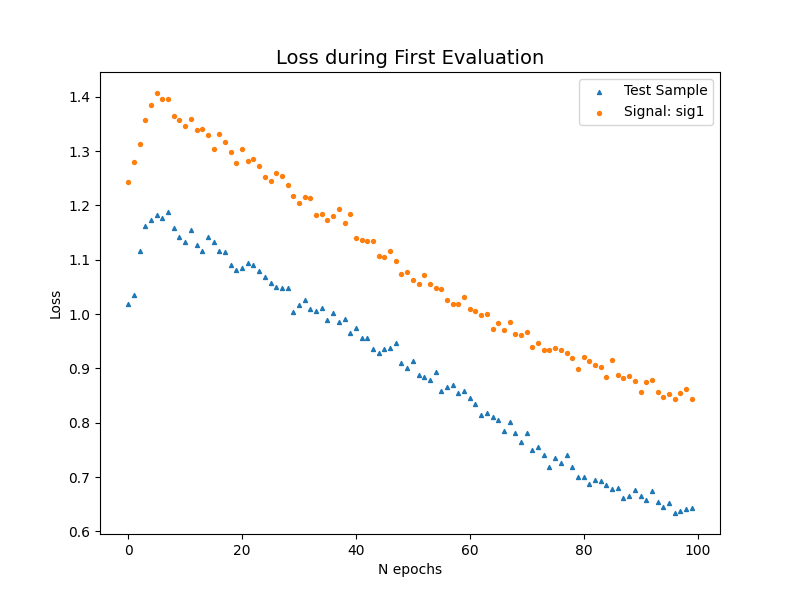 Loss during First Evaluation
Test Sample
Signal: sig1
1.4
1.3
1.2
1.1
1.0
0.9
0.8
0.7
0.6
Loss
0 20 40 60 80 100
N epochs